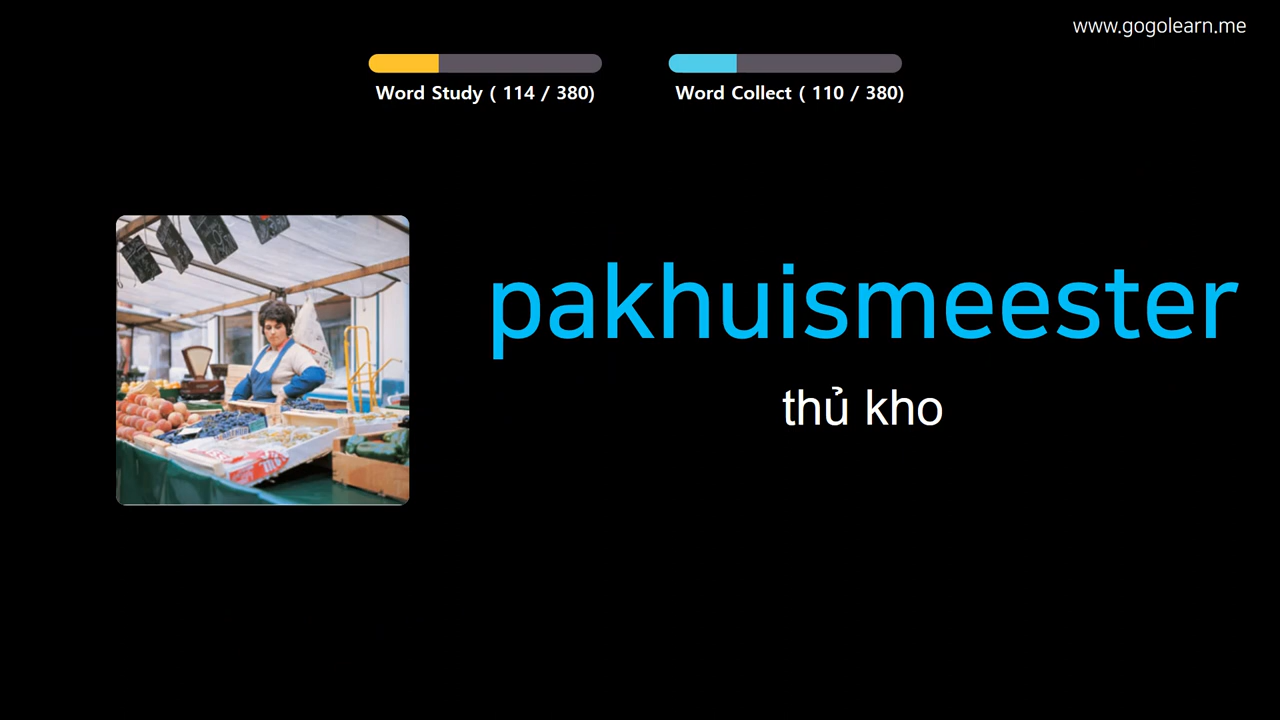 www.gogolearn.me
Word Study ( 114 / 380)
Word Collect ( 110 / 380)
pakhuismeester
thủ kho